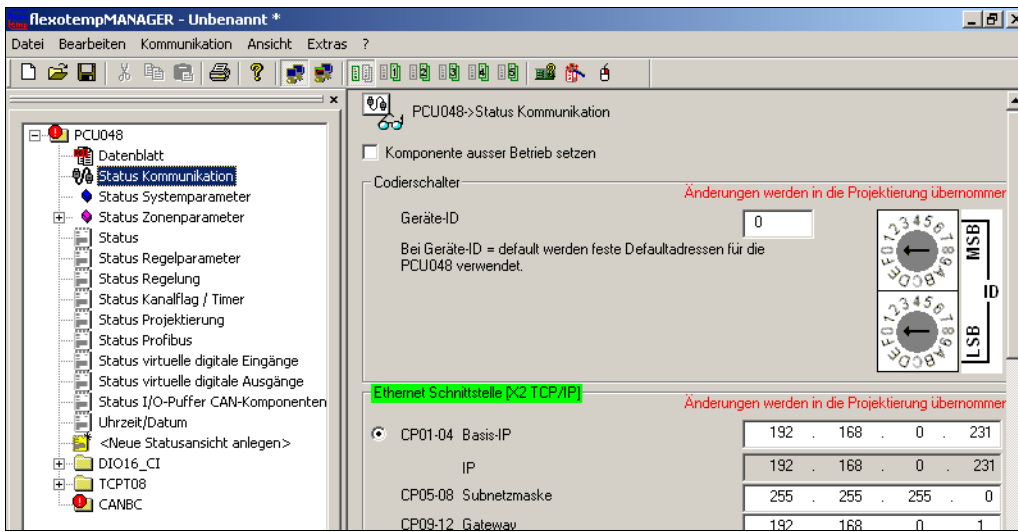 flexotempMANAGER - Unbenannt *
Datei Bearbeiten Kommunikation Ansicht Extras ?
PCU048->Status Kommunikation
PCU048
Datenblatt
Status Kommunikation
Status Systemparameter
Status Zonenparameter
Status
Status Regelparameter
Status Regelung
Status Kanalflag / Timer
Status Projektierung
Status Profibus
Status virtuelle digitale Eingänge
Status virtuelle digitale Ausgänge
Status I/O-Puffer CAN-Komponenten
Uhrzeit/Datum
<Neue Statusansicht anlegen>
DIO16_CI
TCPT08
CANBC
Komponente ausser Betrieb setzen
Codierschalter
Änderungen werden in die Projektierung übernommer
Geräte-ID 0
Bei Geräte-ID = default werden feste Defaultadressen für die
PCU048 verwendet.
0123456789ABCDEF
MSB
ID
0123456789ABCDEF
LSB
Ethernet Schnittstelle [X2 TCP/IP]
Änderungen werden in die Projektierung übernommer
CP01-04 Basis-IP 192 . 168 . 0 . 231
IP 192 . 168 . 0 . 231
CP05-08 Subnetzmaske 255 . 255 . 255 . 0
CP09-12 Gateway 192 168 0 1